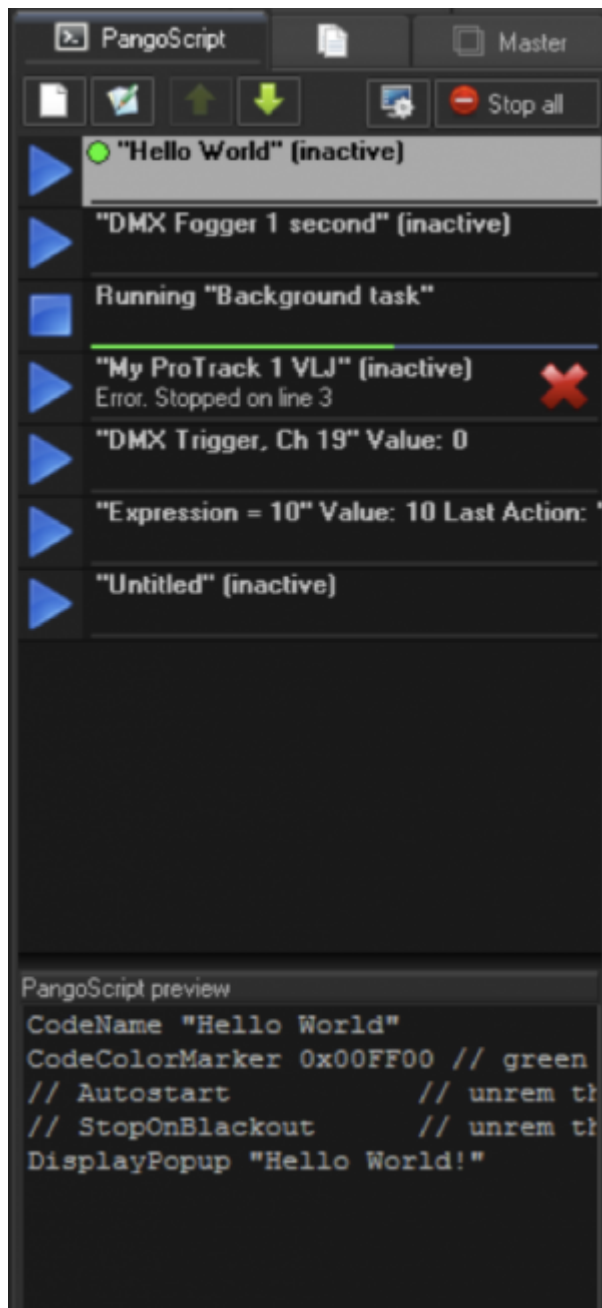 PangoScript
Master
Stop all
"Hello World" (inactive)
"DMX Fogger 1 second" (inactive)
Running "Background task"
"My ProTrack 1 VLJ" (inactive)
Error. Stopped on line 3
"DMX Trigger, Ch 19" Value: 0
"Expression = 10" Value: 10 Last Action: "
"Untitled" (inactive)
PangoScript preview
CodeName "Hello World"
CodeColorMarker 0x00FF00 // green
// Autostart // unrem th
// StopOnBlackout // unrem th
DisplayPopup "Hello World!"